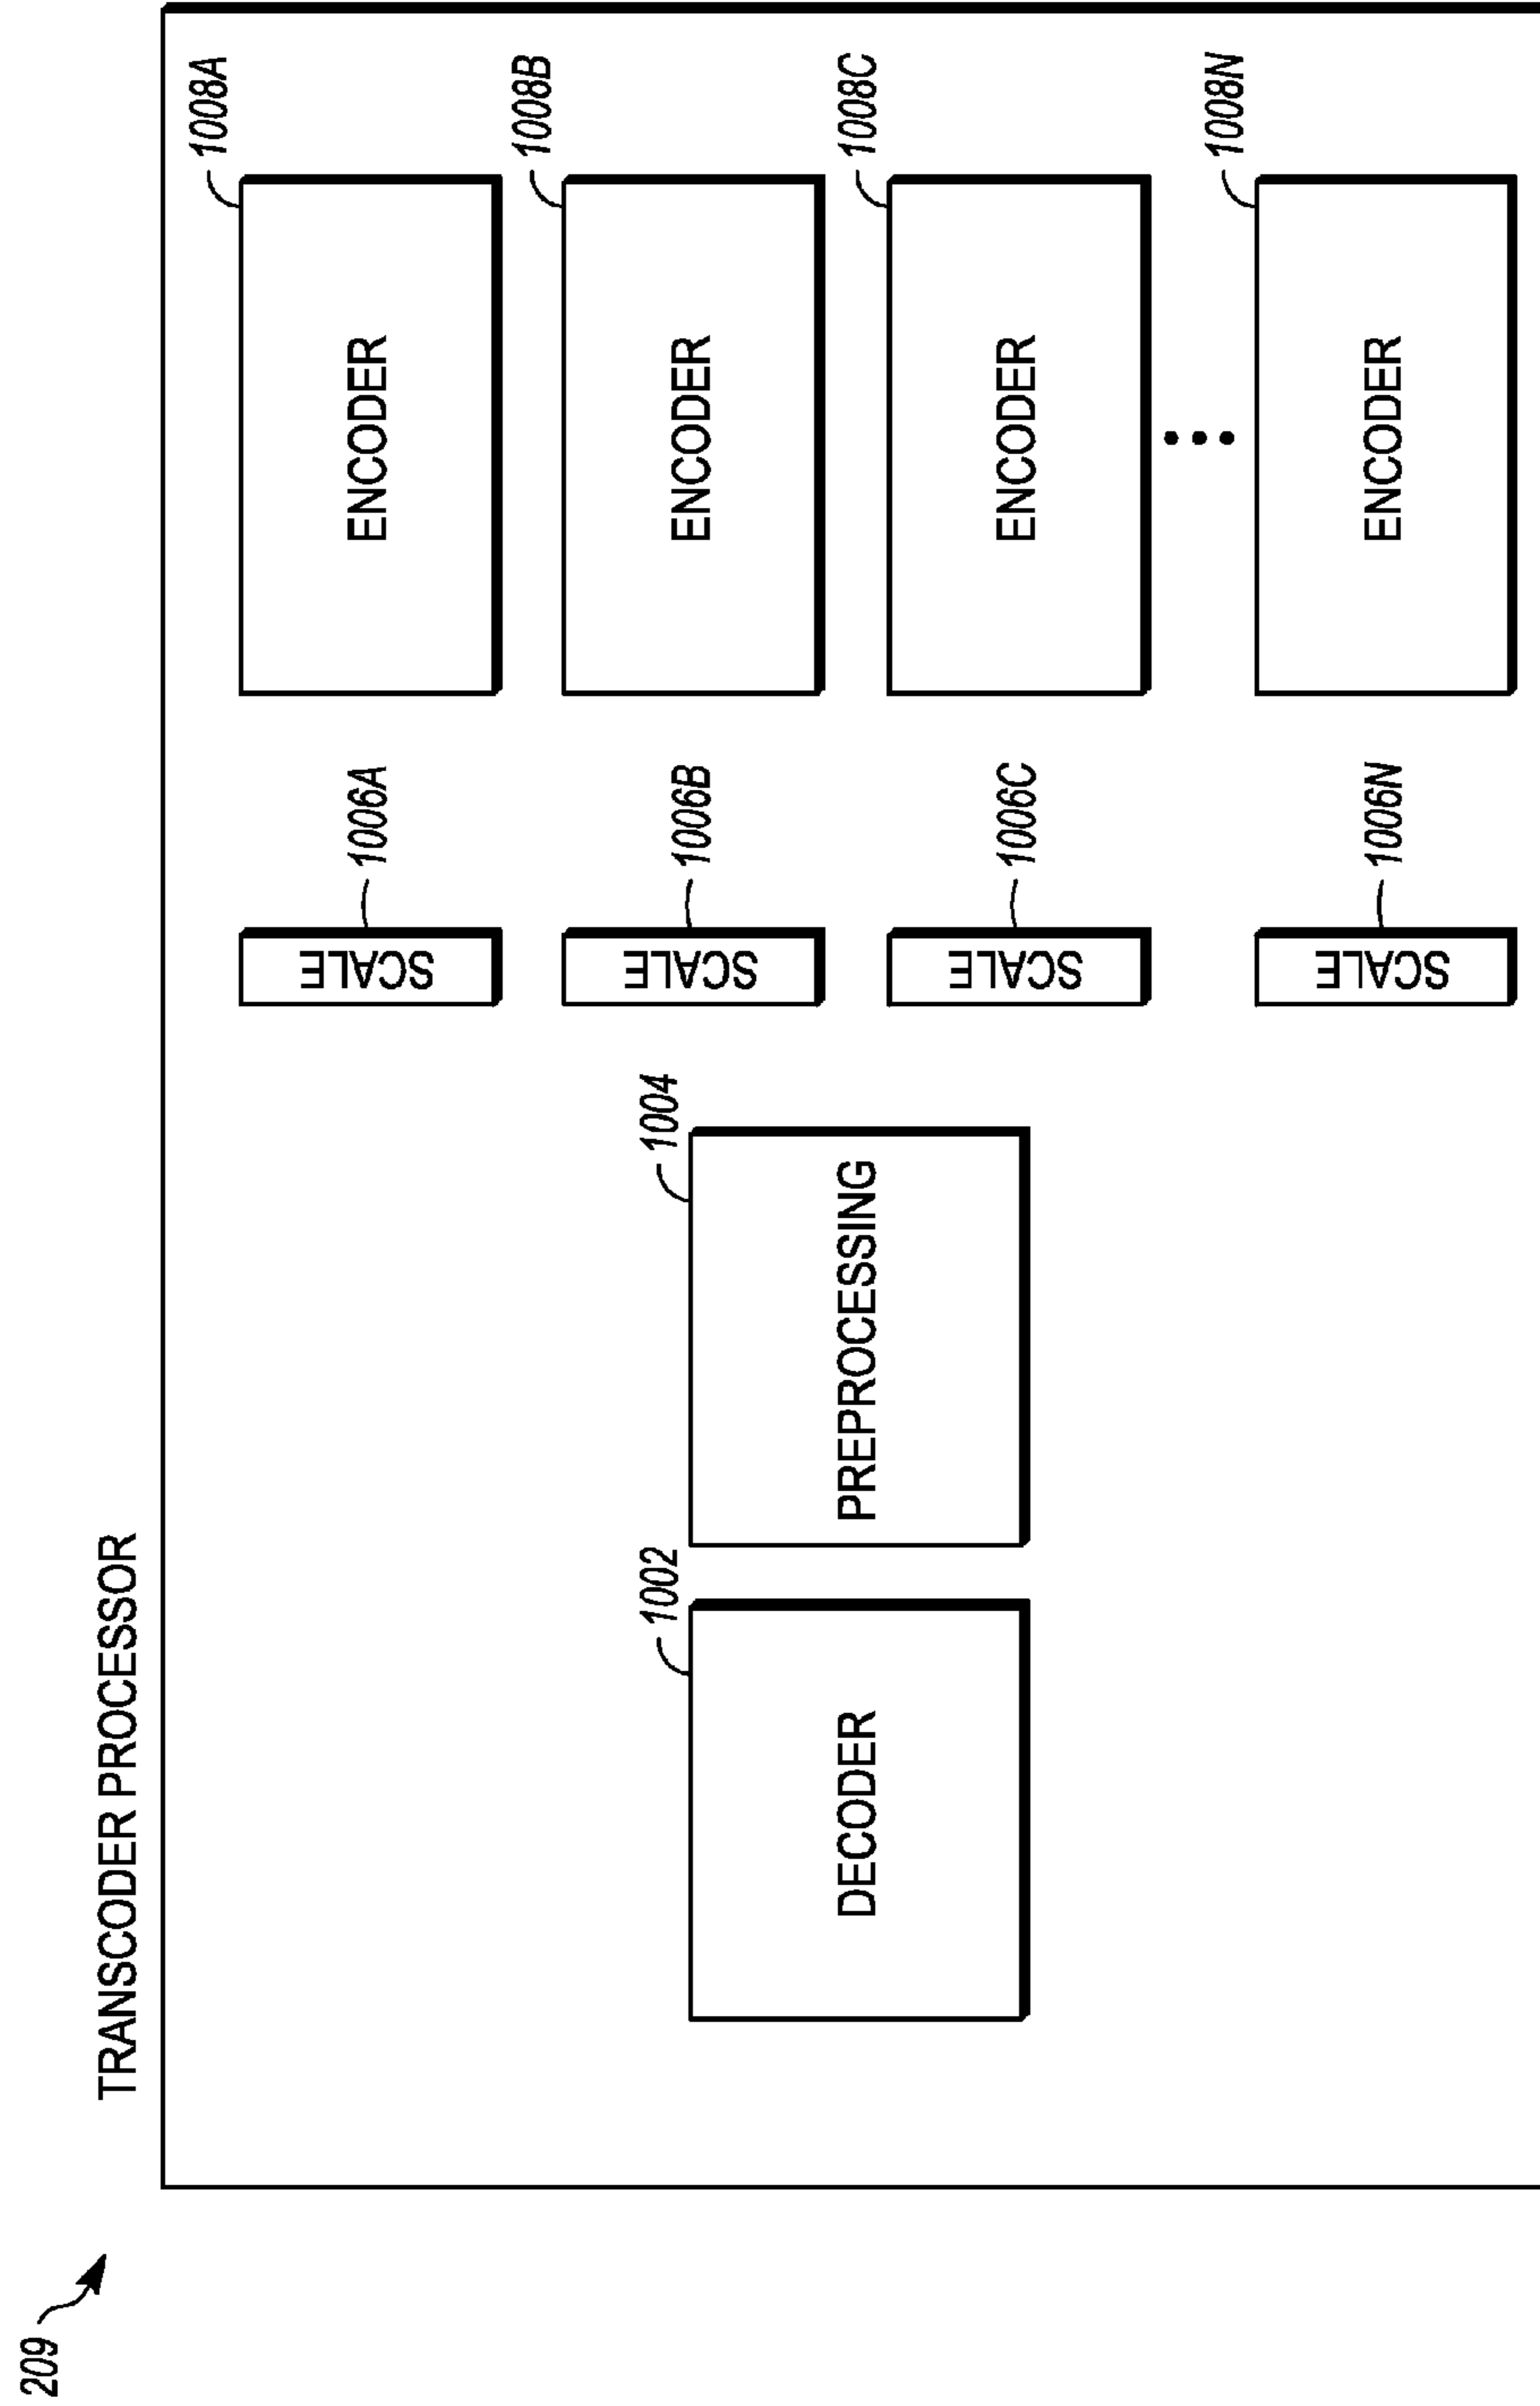 209
TRANSCODER PROCESSOR
1002
DECODER
1004
PREPROCESSING
SCALE
1006A
SCALE
1006B
SCALE
1006C
SCALE
1006N
1008A
ENCODER
1008B
ENCODER
1008C
ENCODER
1008N
ENCODER